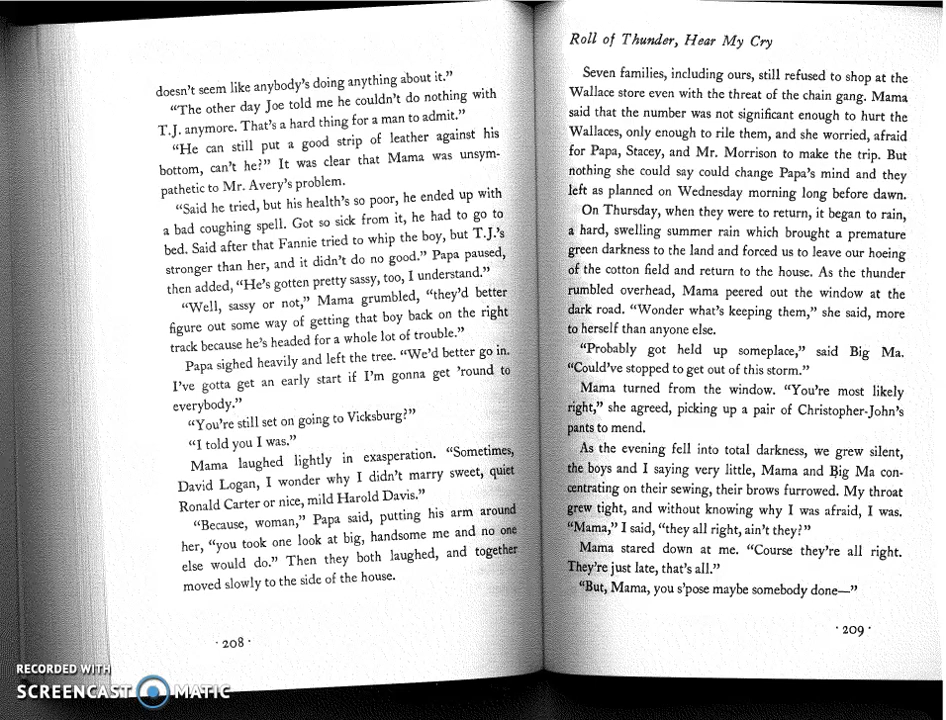 doesn't seem like anybody's doing anything about it."
"The other day Joe told me he couldn't do nothing with
T.J. anymore. That's a hard thing for a man to admit."
"He can still put a good strip of leather against his
bottom, can't he?" It was clear that Mama was unsym-
pathetic to Mr. Avery's problem.
"Said he tried, but his health's so poor, he ended up with
a bad coughing spell. Got so sick from it, he had to go to
bed. Said after that Fannie tried to whip the boy, but T.J.'s
stronger than her, and it didn't do no good." Papa paused,
then added, "He's gotten pretty sassy, too, I understand."
"Well, sassy or not," Mama grumbled, "they'd better
figure out some way of getting that boy back on the right
track because he's headed for a whole lot of trouble."
Papa sighed heavily and left the tree. "We'd better go in.
I've gotta get an early start if I'm gonna get 'round to
everybody."
"You're still set on going to Vicksburg?"
"I told you I was."
Mama laughed lightly in exasperation. "Sometimes,
David Logan, I wonder why I didn't marry sweet, quiet
Ronald Carter or nice, mild Harold Davis."
"Because, woman," Papa said, putting his arm around
her, "you took one look at big, handsome me and no one
else would do." Then they both laughed, and together
moved slowly to the side of the house.
· 208 ·
Roll of Thunder, Hear My Cry
Seven families, including ours, still refused to shop at the
Wallace store even with the threat of the chain gang. Mama
said that the number was not significant enough to hurt the
Wallaces, only enough to rile them, and she worried, afraid
for Papa, Stacey, and Mr. Morrison to make the trip. But
nothing she could say could change Papa's mind and they
left as planned on Wednesday morning long before dawn.
On Thursday, when they were to return, it began to rain,
a hard, swelling summer rain which brought a premature
green darkness to the land and forced us to leave our hoeing
of the cotton field and return to the house. As the thunder
rumbled overhead, Mama peered out the window at the
dark road. "Wonder what's keeping them," she said, more
to herself than anyone else.
"Probably got held up someplace," said Big Ma.
"Could've stopped to get out of this storm."
Mama turned from the window. "You're most likely
right," she agreed, picking up a pair of Christopher-John's
pants to mend.
As the evening fell into total darkness, we grew silent,
the boys and I saying very little, Mama and Big Ma con-
centrating on their sewing, their brows furrowed. My throat
grew tight, and without knowing why I was afraid, I was.
"Mama," I said, "they all right, ain't they?"
Mama stared down at me. "Course they're all right.
They're just late, that's all."
"But, Mama, you s'pose maybe somebody done—"
· 209 ·
RECORDED WITH
SCREENCAST-O-MATIC